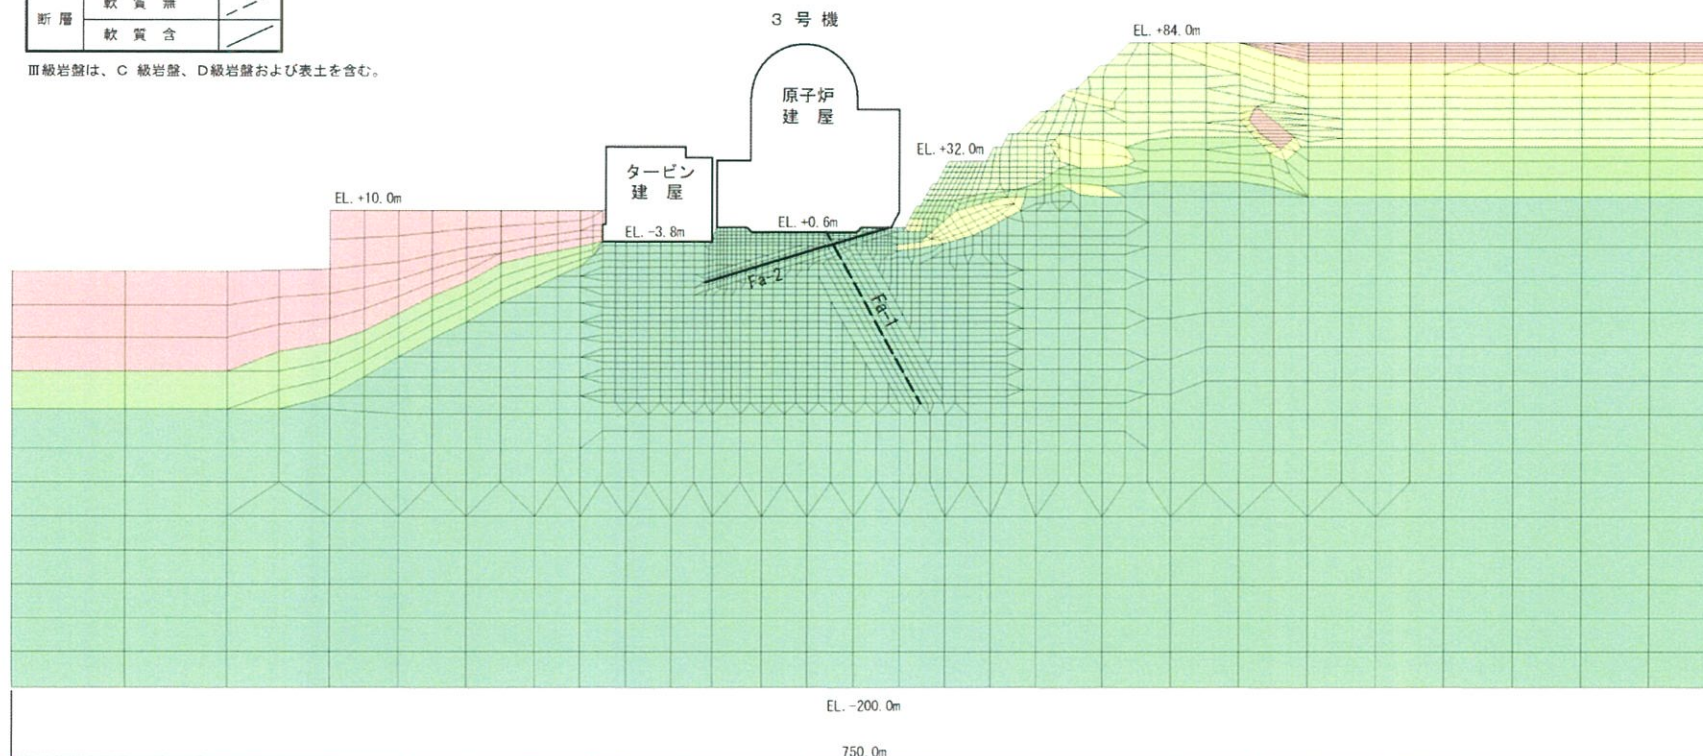 軟 質 無
断 層
軟 質 含
Ⅲ級岩盤は、C 級岩盤、D級岩盤および表土を含む。
3 号 機
EL. +84.0m
原子炉
建 屋
EL. +32.0m
タービン
建 屋
EL. +10.0m
EL. +0.6m
EL. -3.8m
Fa-2
Fa-1
EL. -200.0m
750.0m